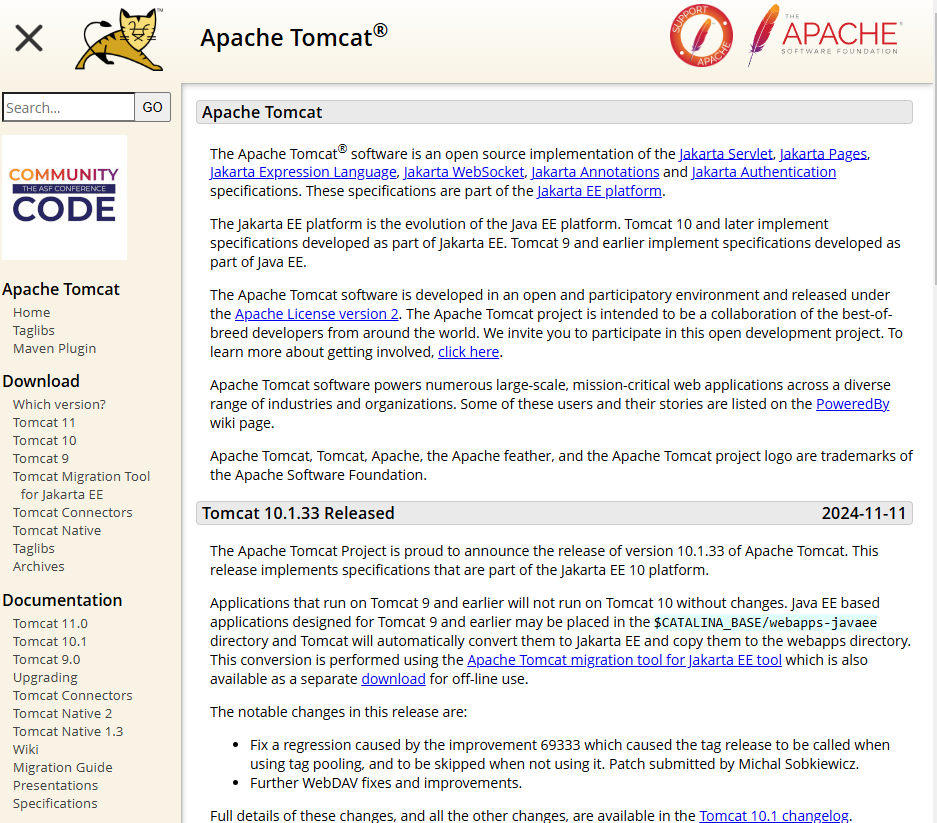 TM
Apache Tomcat®
SUPPORT
APACHE
THE
APACHE®
SOFTWARE FOUNDATION
Search...
GO
COMMUNITY
THE ASF CONFERENCE
CODE
Apache Tomcat
Home
Taglibs
Maven Plugin
Download
Which version?
Tomcat 11
Tomcat 10
Tomcat 9
Tomcat Migration Tool
for Jakarta EE
Tomcat Connectors
Tomcat Native
Taglibs
Archives
Documentation
Tomcat 11.0
Tomcat 10.1
Tomcat 9.0
Upgrading
Tomcat Connectors
Tomcat Native 2
Tomcat Native 1.3
Wiki
Migration Guide
Presentations
Specifications
Apache Tomcat
The Apache Tomcat® software is an open source implementation of the Jakarta Servlet, Jakarta Pages,
Jakarta Expression Language, Jakarta WebSocket, Jakarta Annotations and Jakarta Authentication
specifications. These specifications are part of the Jakarta EE platform.
The Jakarta EE platform is the evolution of the Java EE platform. Tomcat 10 and later implement
specifications developed as part of Jakarta EE. Tomcat 9 and earlier implement specifications developed as
part of Java EE.
The Apache Tomcat software is developed in an open and participatory environment and released under
the Apache License version 2. The Apache Tomcat project is intended to be a collaboration of the best-of-
breed developers from around the world. We invite you to participate in this open development project. To
learn more about getting involved, click here.
Apache Tomcat software powers numerous large-scale, mission-critical web applications across a diverse
range of industries and organizations. Some of these users and their stories are listed on the PoweredBy
wiki page.
Apache Tomcat, Tomcat, Apache, the Apache feather, and the Apache Tomcat project logo are trademarks of
the Apache Software Foundation.
Tomcat 10.1.33 Released 2024-11-11
The Apache Tomcat Project is proud to announce the release of version 10.1.33 of Apache Tomcat. This
release implements specifications that are part of the Jakarta EE 10 platform.
Applications that run on Tomcat 9 and earlier will not run on Tomcat 10 without changes. Java EE based
applications designed for Tomcat 9 and earlier may be placed in the $CATALINA_BASE/webapps-javaee
directory and Tomcat will automatically convert them to Jakarta EE and copy them to the webapps directory.
This conversion is performed using the Apache Tomcat migration tool for Jakarta EE tool which is also
available as a separate download for off-line use.
The notable changes in this release are:
• Fix a regression caused by the improvement 69333 which caused the tag release to be called when
using tag pooling, and to be skipped when not using it. Patch submitted by Michal Sobkiewicz.
• Further WebDAV fixes and improvements.
Full details of these changes, and all the other changes, are available in the Tomcat 10.1 changelog.